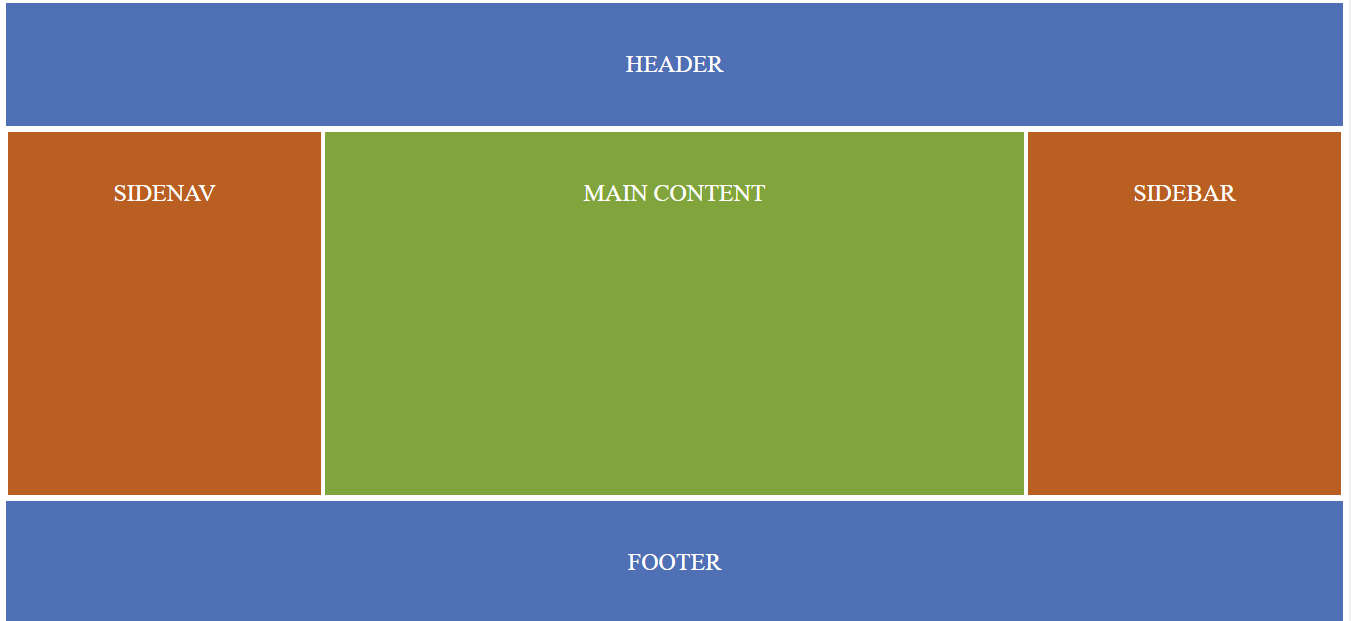 HEADER
SIDENAV
MAIN CONTENT
SIDEBAR
FOOTER